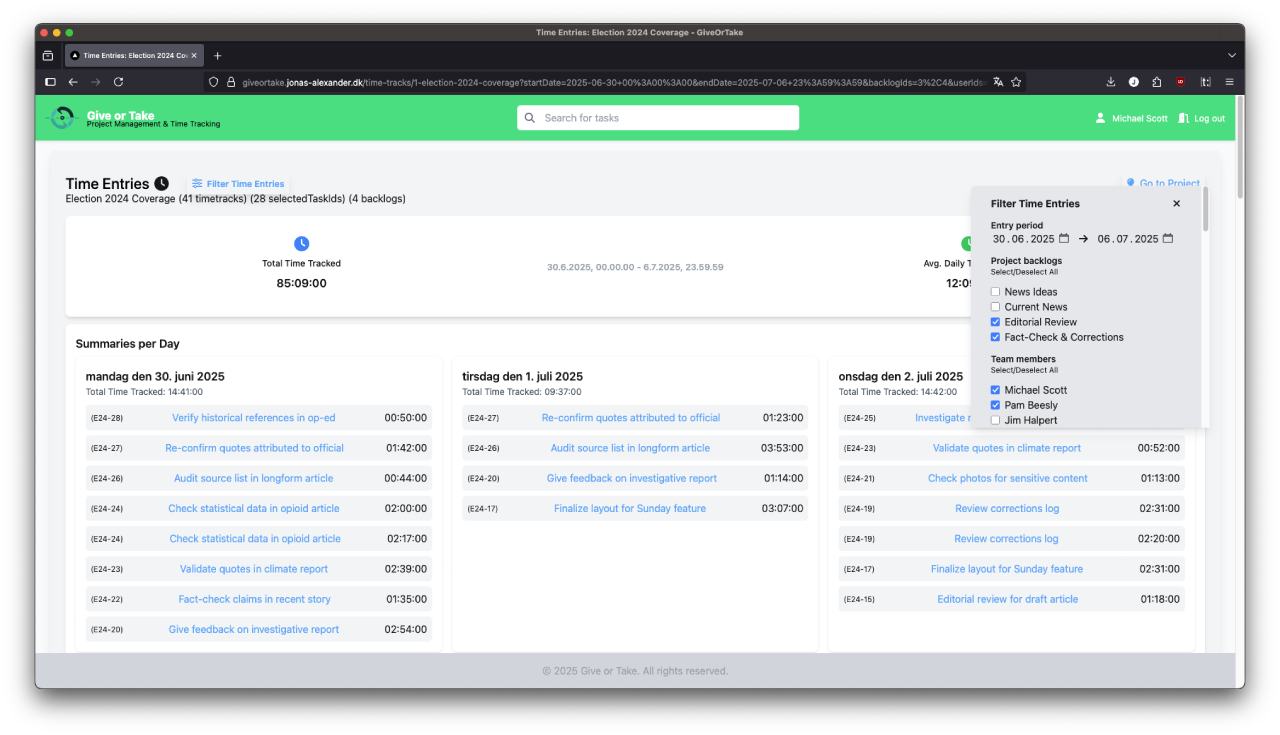 Time Entries: Election 2024 Coverage - GiveOrTake
Time Entries: Election 2024 Co
giveortake.jonas-alexander.dk/time-tracks/1-election-2024-coverage?startDate=2025-06-30+00%3A00%3A00&endDate=2025-07-06+23%3A59%3A59&backlogIds=3%2C4&userIds=
Give or Take
Project Management & Time Tracking
Search for tasks
Michael Scott
Log out
Time Entries
Filter Time Entries
Go to Project
Election 2024 Coverage (41 timetracks) (28 selectedTaskIds) (4 backlogs)
Total Time Tracked
85:09:00
30.6.2025, 00.00.00 - 6.7.2025, 23.59.59
Avg. Daily T
12:09
Filter Time Entries
Entry period
30.06.2025 → 06.07.2025
Project backlogs
Select/Deselect All
News Ideas
Current News
Editorial Review
Fact-Check & Corrections
Team members
Select/Deselect All
Michael Scott
Pam Beesly
Jim Halpert
Summaries per Day
mandag den 30. juni 2025
Total Time Tracked: 14:41:00
(E24-28) Verify historical references in op-ed 00:50:00
(E24-27) Re-confirm quotes attributed to official 01:42:00
(E24-26) Audit source list in longform article 00:44:00
(E24-24) Check statistical data in opioid article 02:00:00
(E24-24) Check statistical data in opioid article 02:17:00
(E24-23) Validate quotes in climate report 02:39:00
(E24-22) Fact-check claims in recent story 01:35:00
(E24-20) Give feedback on investigative report 02:54:00
tirsdag den 1. juli 2025
Total Time Tracked: 09:37:00
(E24-27) Re-confirm quotes attributed to official 01:23:00
(E24-26) Audit source list in longform article 03:53:00
(E24-20) Give feedback on investigative report 01:14:00
(E24-17) Finalize layout for Sunday feature 03:07:00
onsdag den 2. juli 2025
Total Time Tracked: 14:42:00
(E24-25) Investigate
(E24-23) Validate quotes in climate report 00:52:00
(E24-21) Check photos for sensitive content 01:13:00
(E24-19) Review corrections log 02:31:00
(E24-19) Review corrections log 02:20:00
(E24-17) Finalize layout for Sunday feature 02:31:00
(E24-15) Editorial review for draft article 01:18:00
© 2025 Give or Take. All rights reserved.